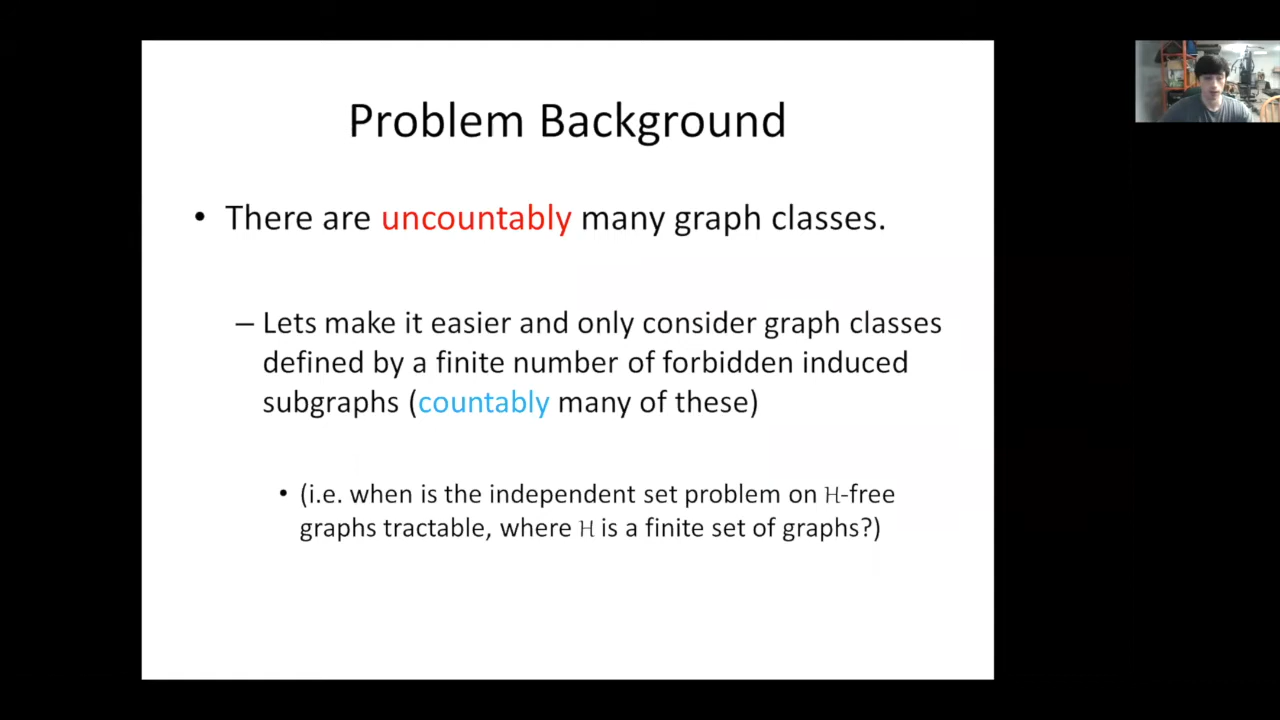 Problem Background
• There are uncountably many graph classes.
– Lets make it easier and only consider graph classes
defined by a finite number of forbidden induced
subgraphs (countably many of these)
• (i.e. when is the independent set problem on H-free
graphs tractable, where H is a finite set of graphs?)